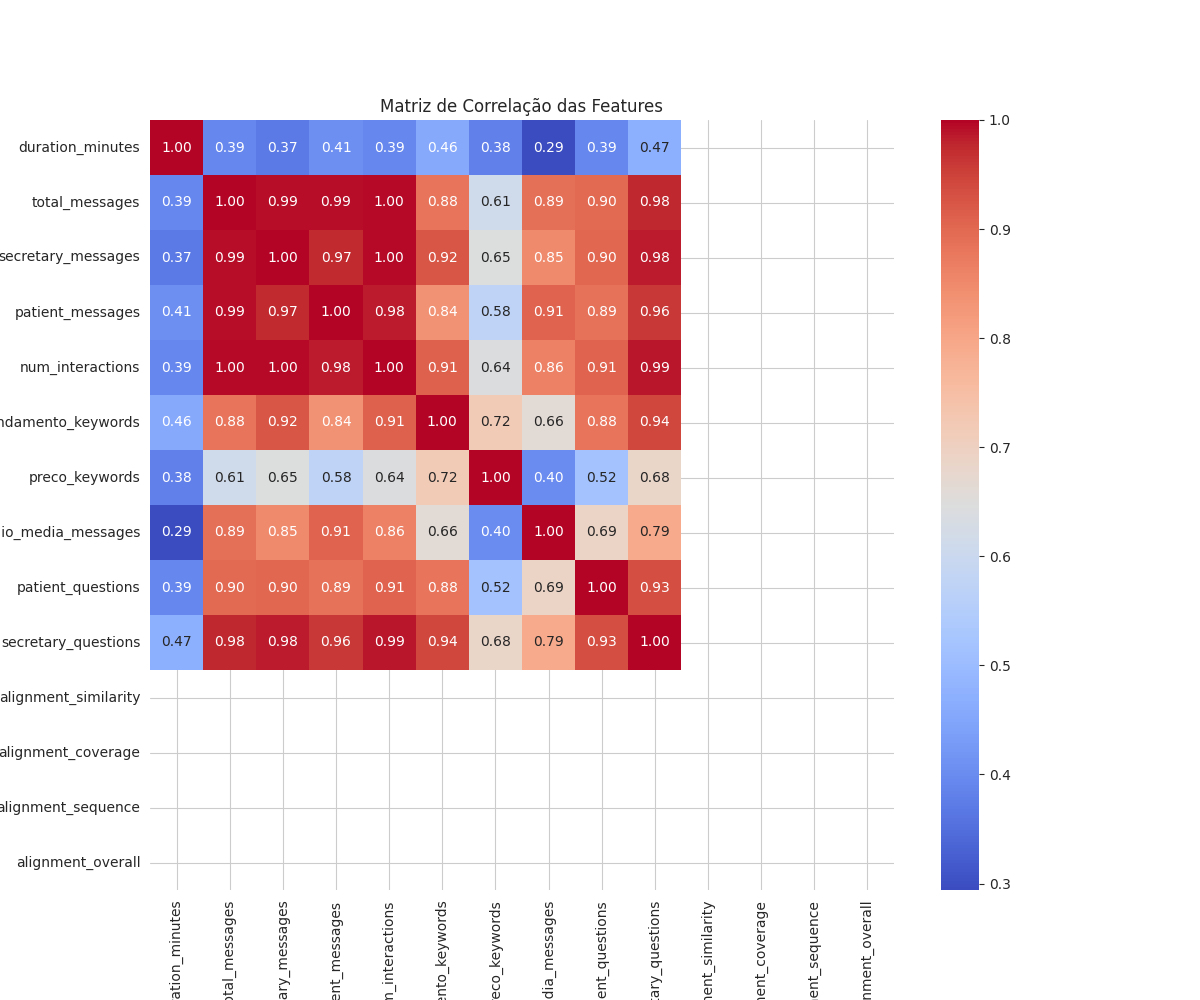 Matriz de Correlação das Features
duration_minutes 1.00 0.39 0.37 0.41 0.39 0.46 0.38 0.29 0.39 0.47
total_messages 0.39 1.00 0.99 0.99 1.00 0.88 0.61 0.89 0.90 0.98
secretary_messages 0.37 0.99 1.00 0.97 1.00 0.92 0.65 0.85 0.90 0.98
patient_messages 0.41 0.99 0.97 1.00 0.98 0.84 0.58 0.91 0.89 0.96
num_interactions 0.39 1.00 1.00 0.98 1.00 0.91 0.64 0.86 0.91 0.99
ndamento_keywords 0.46 0.88 0.92 0.84 0.91 1.00 0.72 0.66 0.88 0.94
preco_keywords 0.38 0.61 0.65 0.58 0.64 0.72 1.00 0.40 0.52 0.68
io_media_messages 0.29 0.89 0.85 0.91 0.86 0.66 0.40 1.00 0.69 0.79
patient_questions 0.39 0.90 0.90 0.89 0.91 0.88 0.52 0.69 1.00 0.93
secretary_questions 0.47 0.98 0.98 0.96 0.99 0.94 0.68 0.79 0.93 1.00
alignment_similarity
alignment_coverage
alignment_sequence
alignment_overall
ation_minutes
otal_messages
ary_messages
ent_messages
n_interactions
ento_keywords
reco_keywords
dia_messages
ent_questions
tary_questions
ment_similarity
ment_coverage
ment_sequence
nment_overall
1.0
0.9
0.8
0.7
0.6
0.5
0.4
0.3